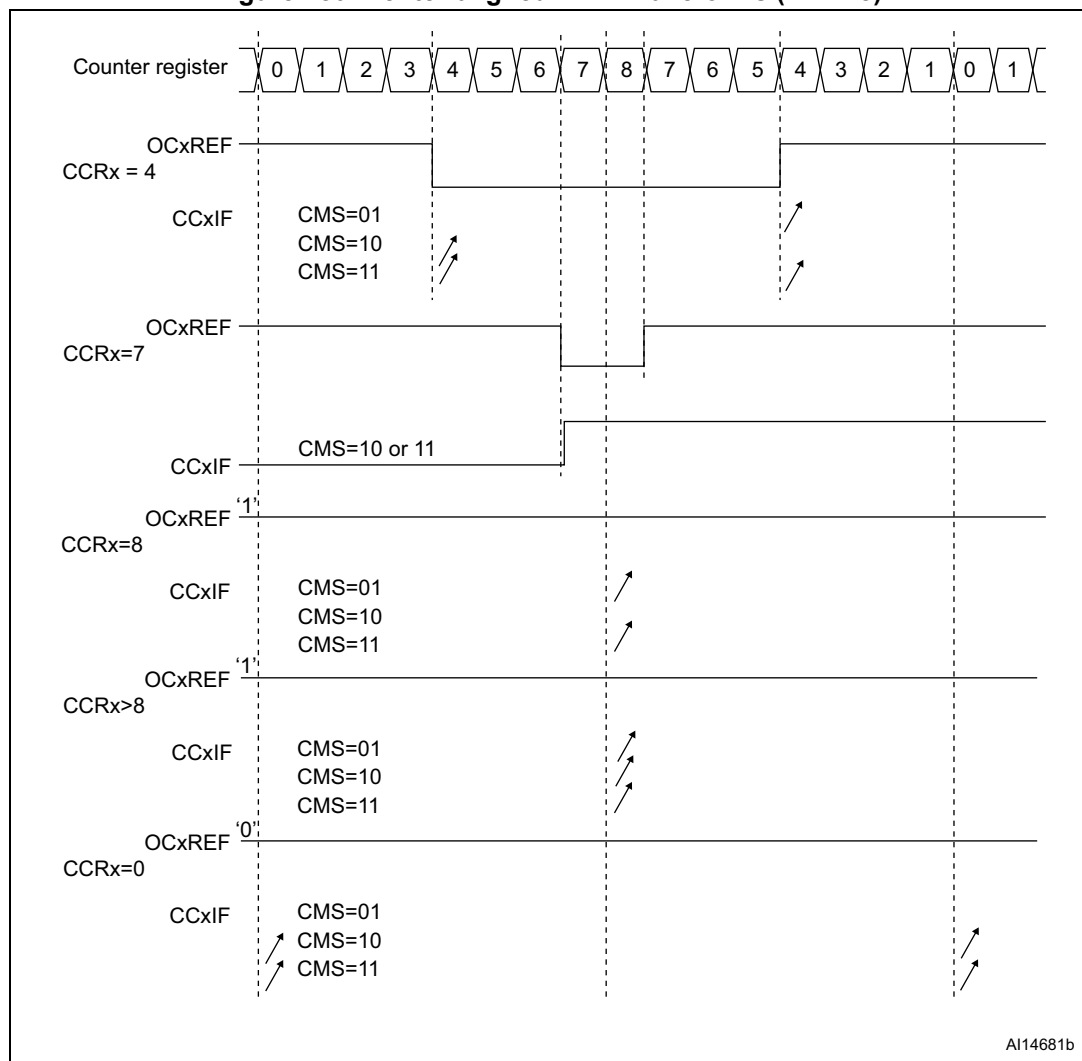 Counter register 0 1 2 3 4 5 6 7 8 7 6 5 4 3 2 1 0 1
OCxREF
CCRx = 4
CCxIF CMS=01
CMS=10
CMS=11
OCxREF
CCRx=7
CMS=10 or 11
CCxIF
OCxREF '1'
CCRx=8
CCxIF CMS=01
CMS=10
CMS=11
OCxREF '1'
CCRx>8
CCxIF CMS=01
CMS=10
CMS=11
OCxREF '0'
CCRx=0
CCxIF CMS=01
CMS=10
CMS=11
AI14681b